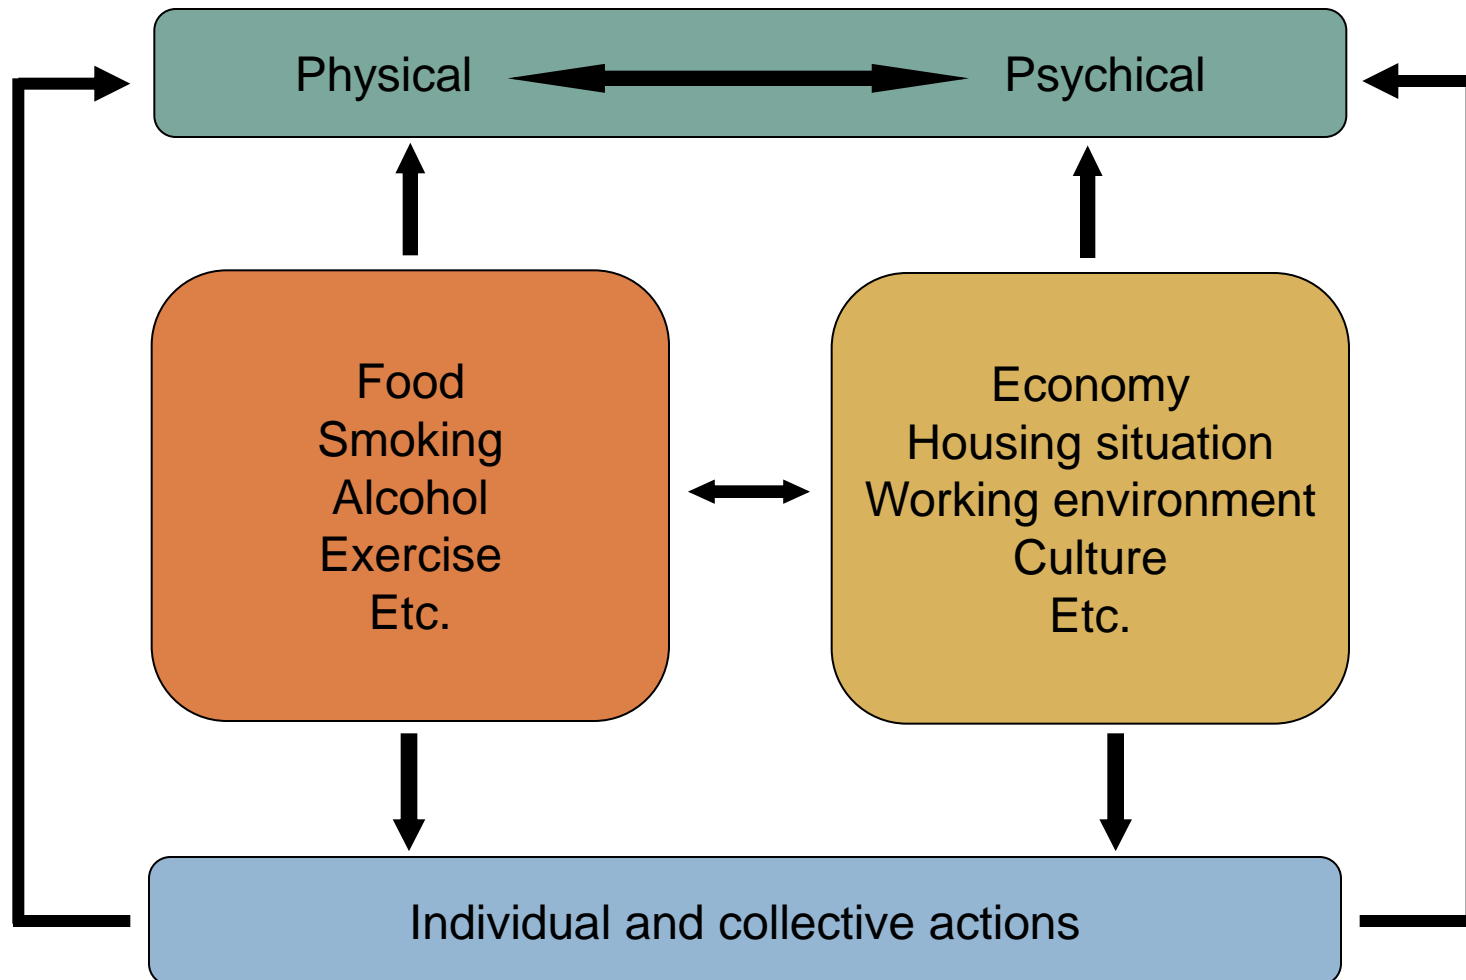 Physical Psychical
Food
Smoking
Alcohol
Exercise
Etc.
Economy
Housing situation
Working environment
Culture
Etc.
Individual and collective actions